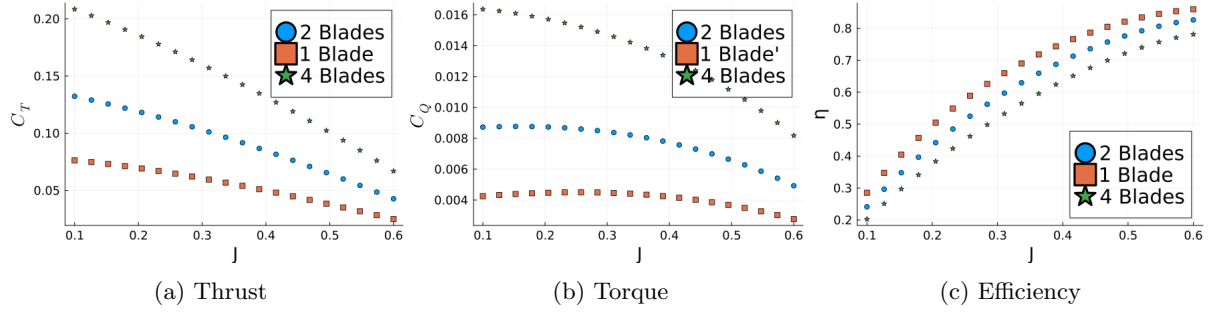 0.20
0.15
0.10
0.05
C_T
2 Blades
1 Blade
4 Blades
0.1 0.2 0.3 0.4 0.5 0.6
J
(a) Thrust
0.016
0.014
0.012
0.010
0.008
0.006
0.004
C_Q
2 Blades
1 Blade'
4 Blades
0.1 0.2 0.3 0.4 0.5 0.6
J
(b) Torque
0.8
0.7
0.6
0.5
0.4
0.3
0.2
η
2 Blades
1 Blade
4 Blades
0.1 0.2 0.3 0.4 0.5 0.6
J
(c) Efficiency